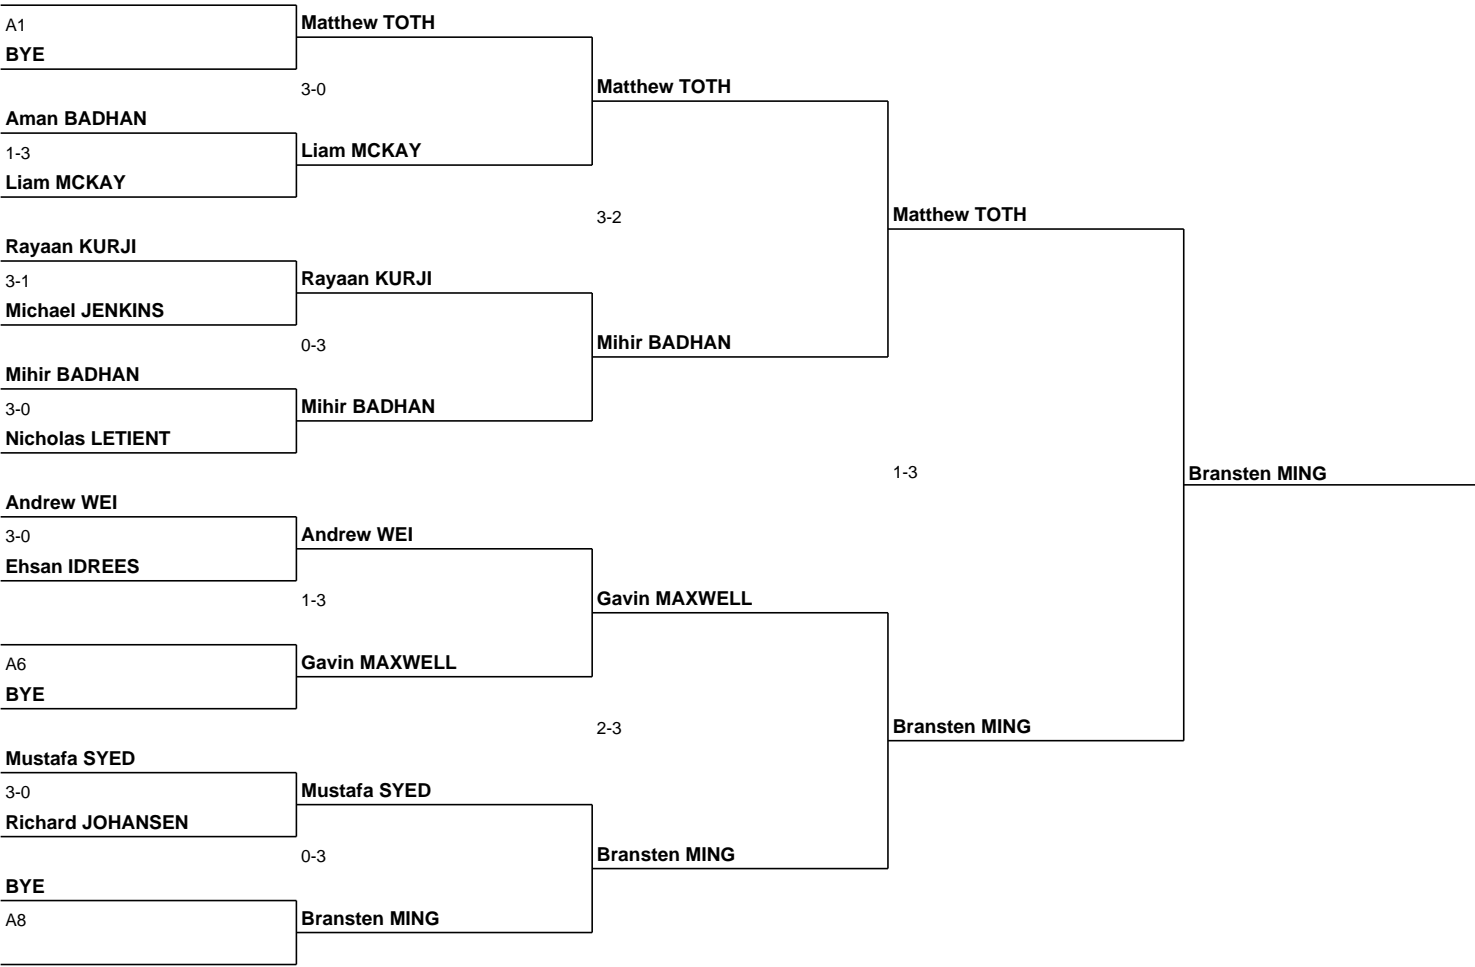 A1
BYE
Aman BADHAN
1-3
Liam MCKAY
Rayaan KURJI
3-1
Michael JENKINS
Mihir BADHAN
3-0
Nicholas LETIENT
Andrew WEI
3-0
Ehsan IDREES
A6
BYE
Mustafa SYED
3-0
Richard JOHANSEN
BYE
A8
Matthew TOTH
3-0
Liam MCKAY
Rayaan KURJI
0-3
Mihir BADHAN
Andrew WEI
1-3
Gavin MAXWELL
Mustafa SYED
0-3
Bransten MING
Matthew TOTH
3-2
Mihir BADHAN
Gavin MAXWELL
2-3
Bransten MING
Matthew TOTH
1-3
Bransten MING
Bransten MING